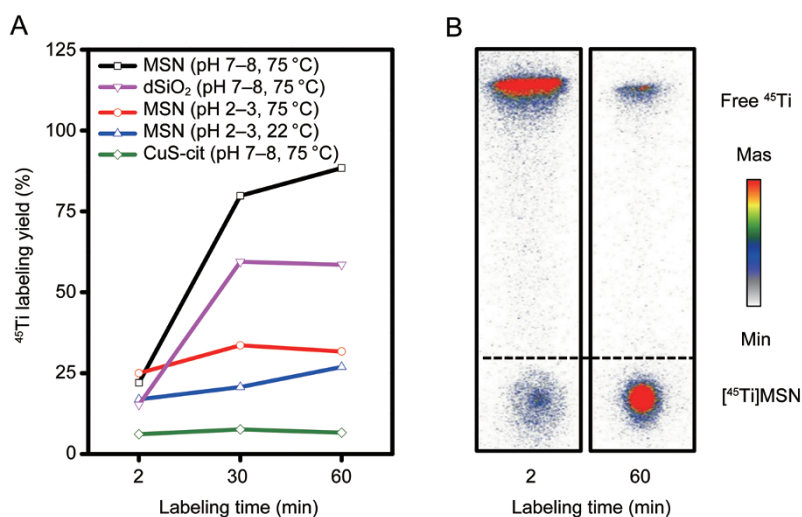 A
125
100
75
50
25
0
⁴⁵Ti labeling yield (%)
MSN (pH 7–8, 75 °C)
dSiO₂ (pH 7–8, 75 °C)
MSN (pH 2–3, 75 °C)
MSN (pH 2–3, 22 °C)
CuS-cit (pH 7–8, 75 °C)
2 30 60
Labeling time (min)
B
Free ⁴⁵Ti
Mas
Min
[⁴⁵Ti]MSN
2 60
Labeling time (min)